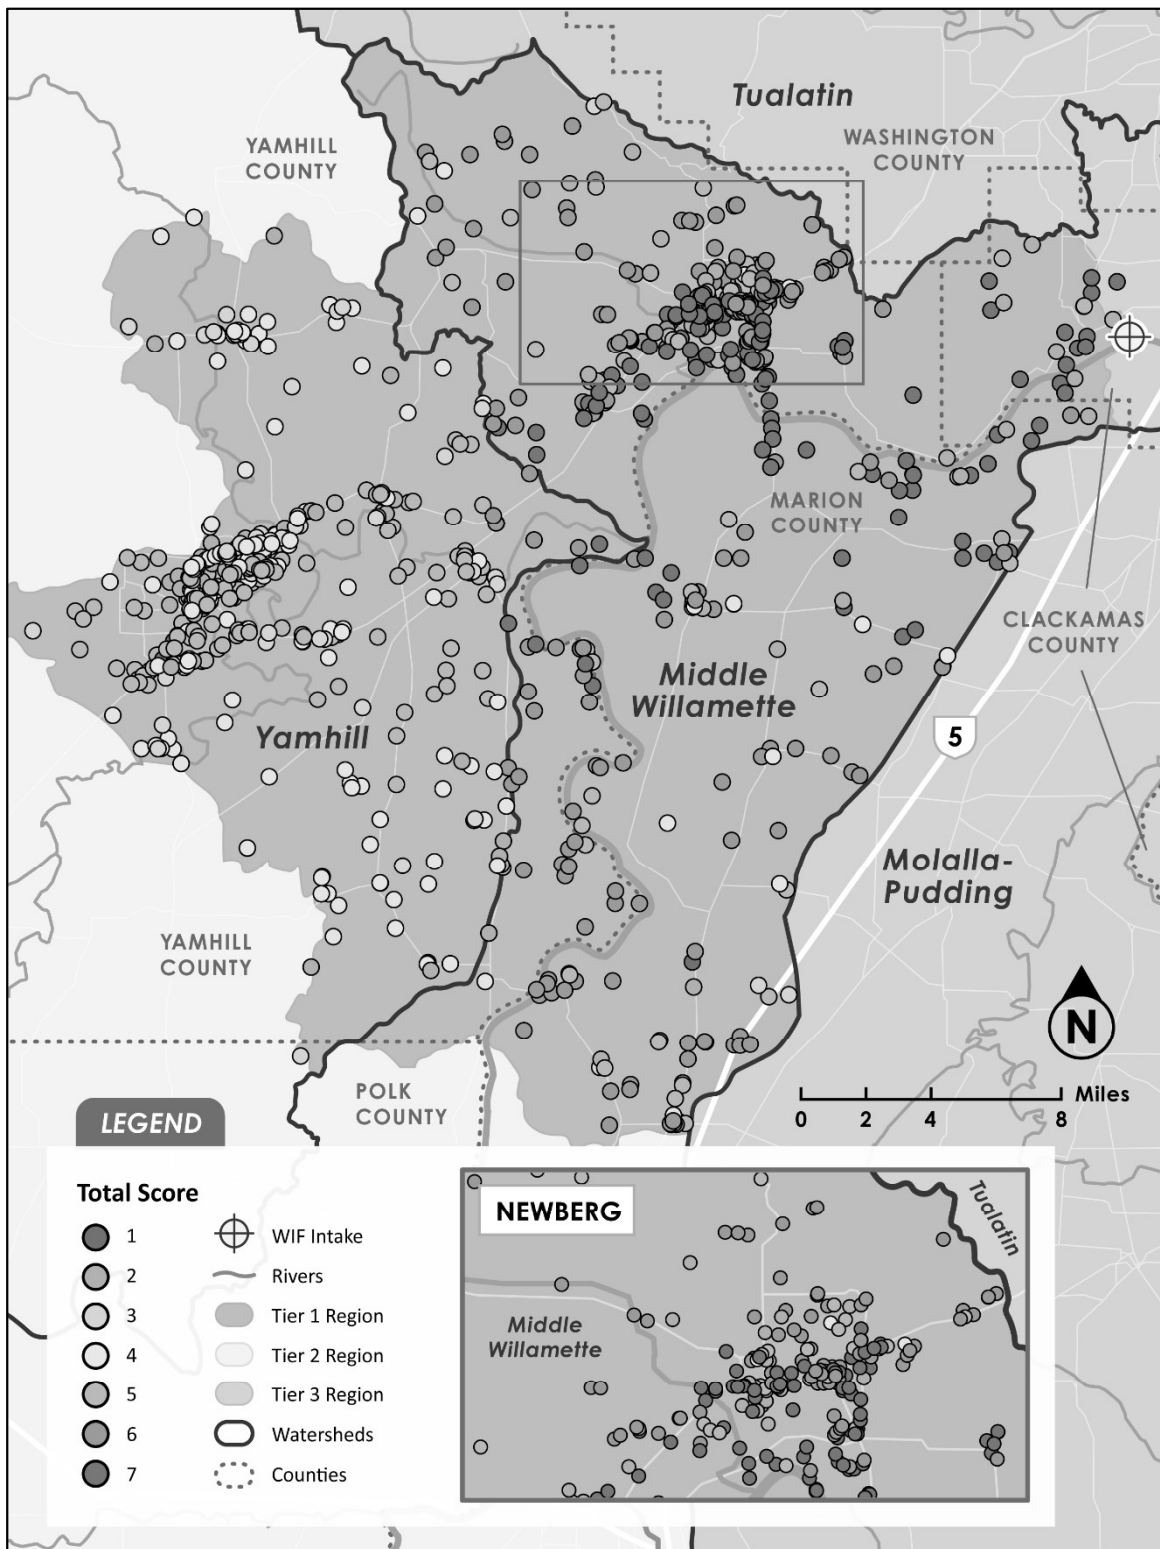 Tualatin
WASHINGTON
COUNTY
YAMHILL
COUNTY
MARION
COUNTY
CLACKAMAS
COUNTY
Middle
Willamette
Yamhill
5
Molalla-
Pudding
YAMHILL
COUNTY
N
POLK
COUNTY
Miles
0 2 4 8
LEGEND
Total Score
1
2
3
4
5
6
7
WIF Intake
Rivers
Tier 1 Region
Tier 2 Region
Tier 3 Region
Watersheds
Counties
NEWBERG
Tualatin
Middle
Willamette